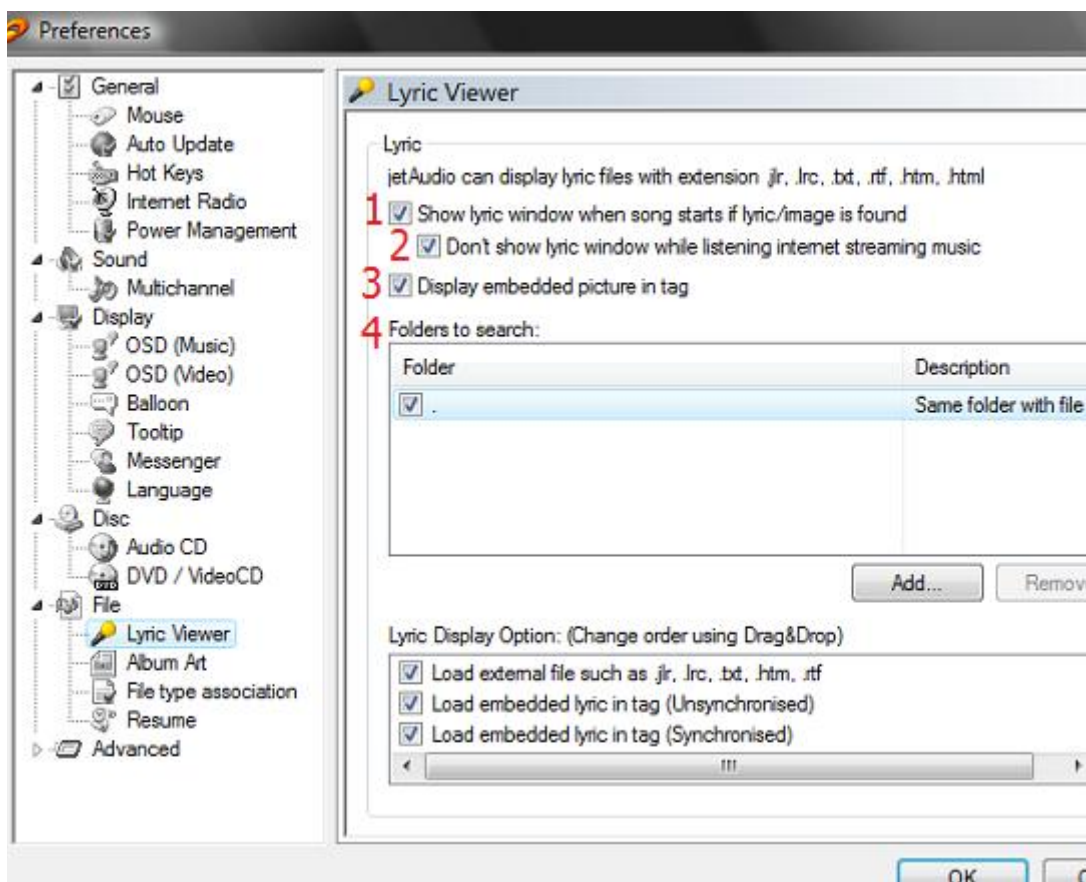 Preferences
General
Mouse
Auto Update
Hot Keys
Internet Radio
Power Management
Sound
Multichannel
Display
OSD (Music)
OSD (Video)
Balloon
Tooltip
Messenger
Language
Disc
Audio CD
DVD / VideoCD
File
Lyric Viewer
Album Art
File type association
Resume
Advanced
Lyric Viewer
Lyric
jetAudio can display lyric files with extension .jlr, .lrc, .txt, .rtf, .htm, .html
1 Show lyric window when song starts if lyric/image is found
2 Don't show lyric window while listening internet streaming music
3 Display embedded picture in tag
4 Folders to search:
Folder Description
. Same folder with file
Add... Remov
Lyric Display Option: (Change order using Drag&Drop)
Load external file such as .jlr, .lrc, .txt, .htm, .rtf
Load embedded lyric in tag (Unsynchronised)
Load embedded lyric in tag (Synchronised)
OK